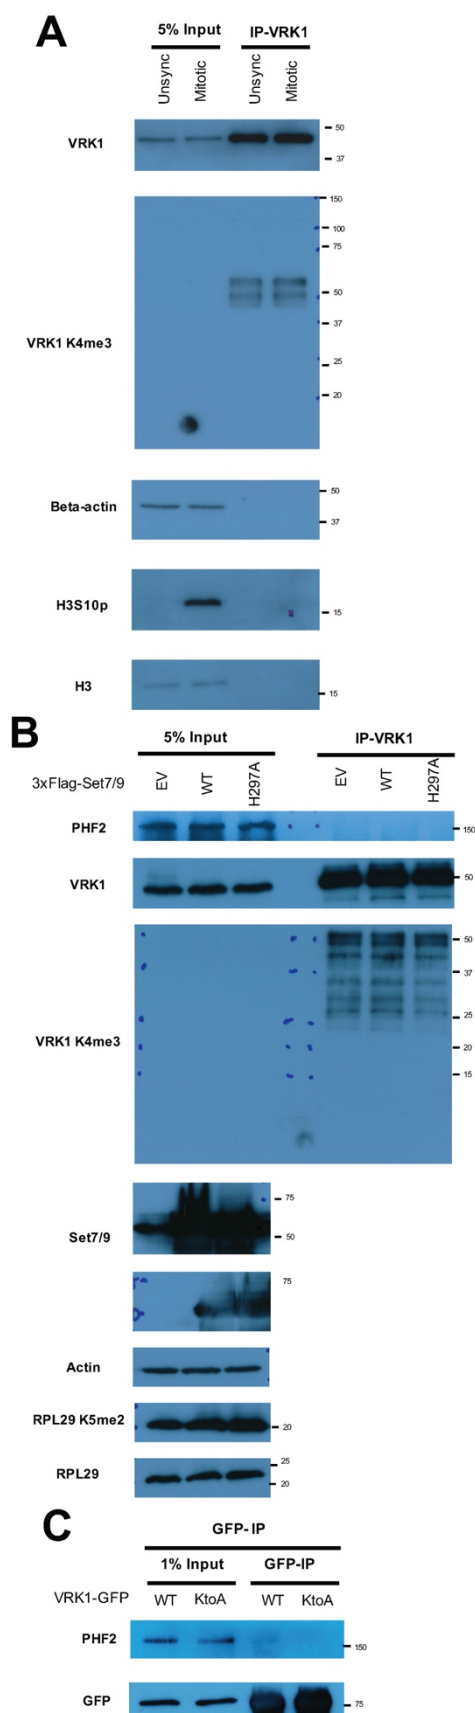 A
5% Input IP-VRK1
Unsync Mitotic Unsync Mitotic
VRK1
50
37
VRK1 K4me3
150
100
75
50
37
25
20
Beta-actin
50
37
H3S10p
15
H3
15
B
5% Input IP-VRK1
3xFlag-Set7/9 EV WT H297A EV WT H297A
PHF2
150
VRK1
50
VRK1 K4me3
50
37
25
20
15
Set7/9
75
50
75
Actin
RPL29 K5me2
20
RPL29
25
20
C
GFP-IP
1% Input GFP-IP
VRK1-GFP WT KtoA WT KtoA
PHF2
150
GFP
75